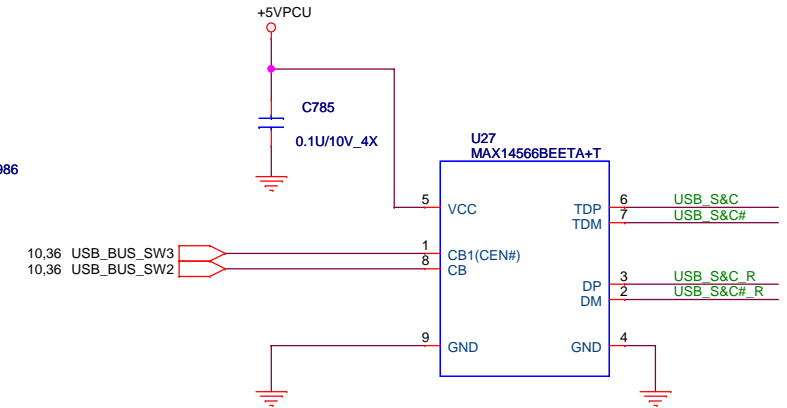 +5VPCU
C785
0.1U/10V_4X
986
U27
MAX14566BEETA+T
5 VCC
TDP 6 USB_S&C
TDM 7 USB_S&C#
10,36 USB_BUS_SW3 1 CB1(CEN#)
10,36 USB_BUS_SW2 8 CB
DP 3 USB_S&C_R
DM 2 USB_S&C#_R
9 GND
GND 4